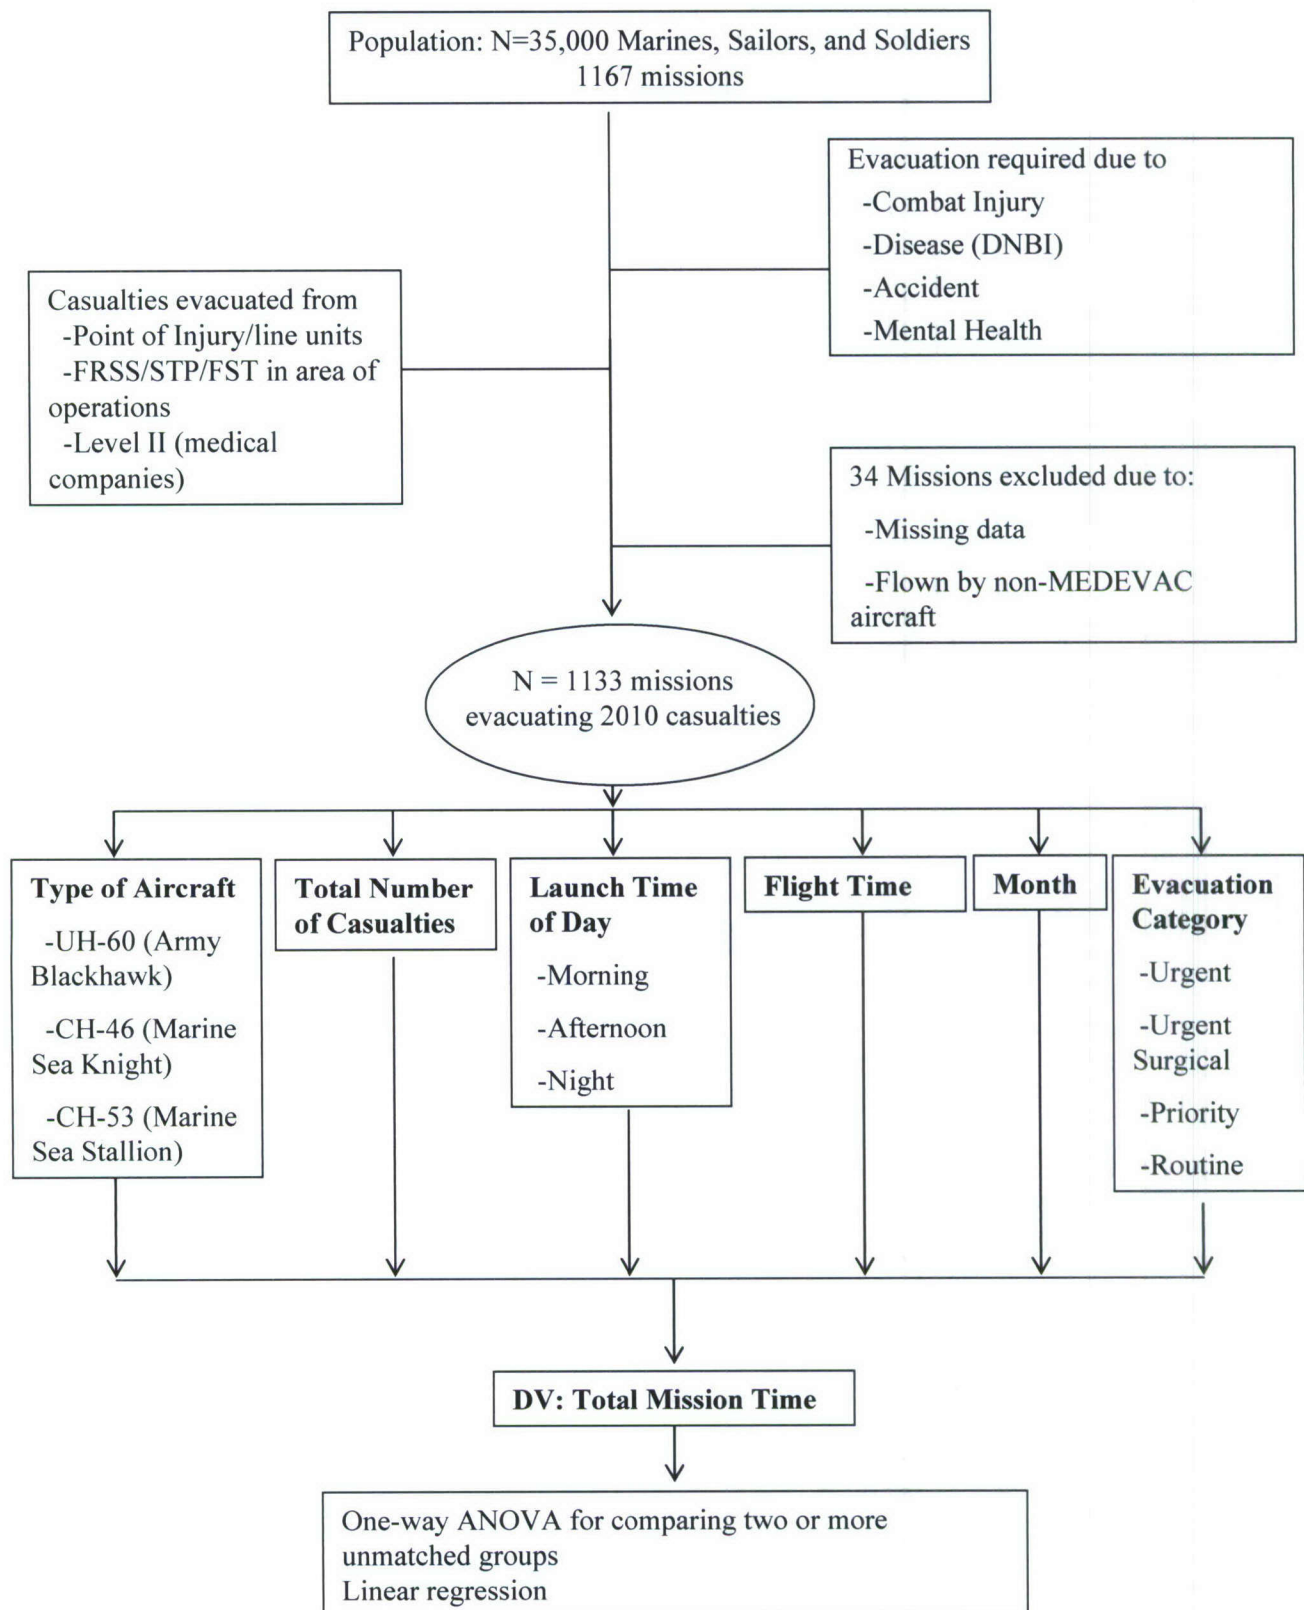 Population: N=35,000 Marines, Sailors, and Soldiers
1167 missions
Evacuation required due to
-Combat Injury
-Disease (DNBI)
-Accident
-Mental Health
Casualties evacuated from
-Point of Injury/line units
-FRSS/STP/FST in area of
operations
-Level II (medical
companies)
34 Missions excluded due to:
-Missing data
-Flown by non-MEDEVAC
aircraft
N = 1133 missions
evacuating 2010 casualties
Type of Aircraft
-UH-60 (Army
Blackhawk)
-CH-46 (Marine
Sea Knight)
-CH-53 (Marine
Sea Stallion)
Total Number
of Casualties
Launch Time
of Day
-Morning
-Afternoon
-Night
Flight Time
Month
Evacuation
Category
-Urgent
-Urgent
Surgical
-Priority
-Routine
DV: Total Mission Time
One-way ANOVA for comparing two or more
unmatched groups
Linear regression